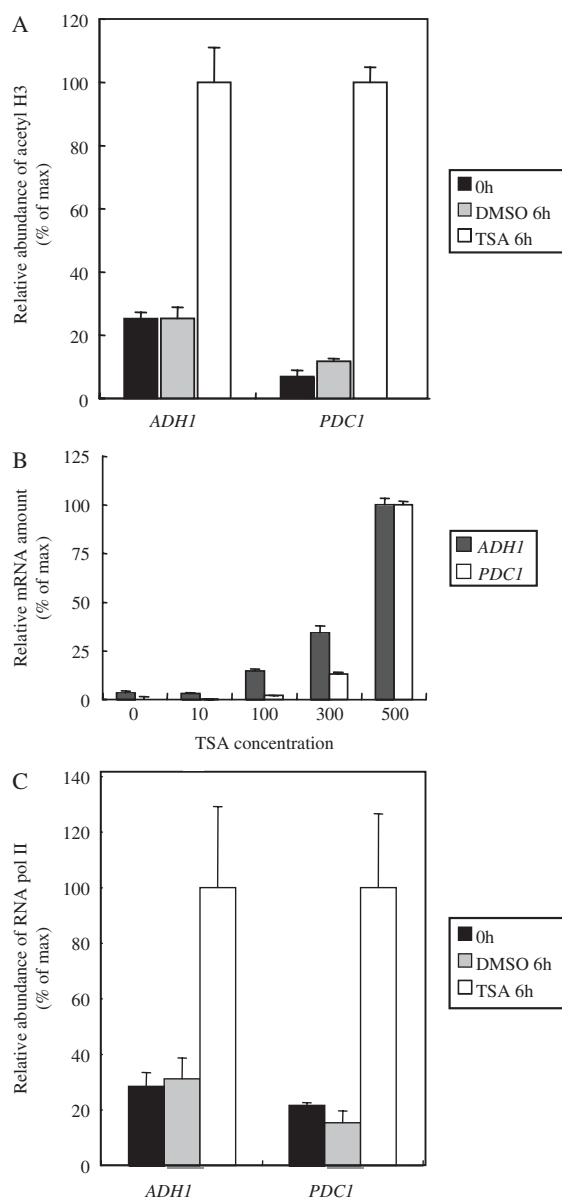 A
Relative abundance of acetyl H3
(% of max)
120
100
80
60
40
20
0
ADH1
PDC1
0h
DMSO 6h
TSA 6h
B
Relative mRNA amount
(% of max)
125
100
75
50
25
0
0
10
100
300
500
TSA concentration
ADH1
PDC1
C
Relative abundance of RNA pol II
(% of max)
140
120
100
80
60
40
20
0
ADH1
PDC1
0h
DMSO 6h
TSA 6h